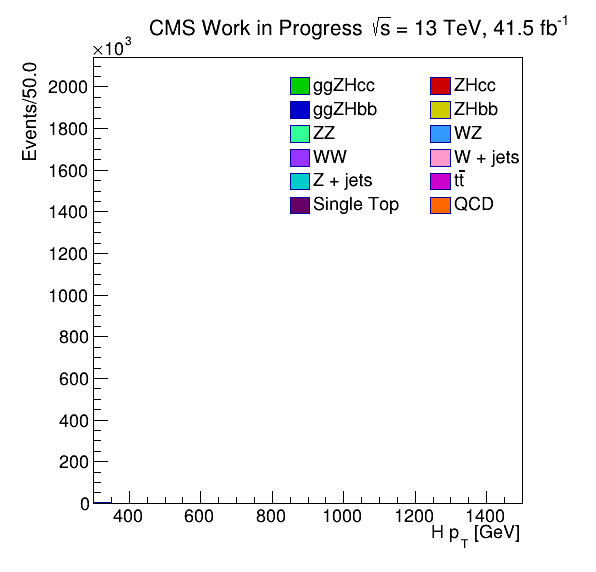 CMS Work in Progress √s = 13 TeV, 41.5 fb⁻¹
×10³
Events/50.0
2000
1800
1600
1400
1200
1000
800
600
400
200
0
ggZHcc ZHcc
ggZHbb ZHbb
ZZ WZ
WW W + jets
Z + jets tt̄
Single Top QCD
400 600 800 1000 1200 1400
H p_T [GeV]